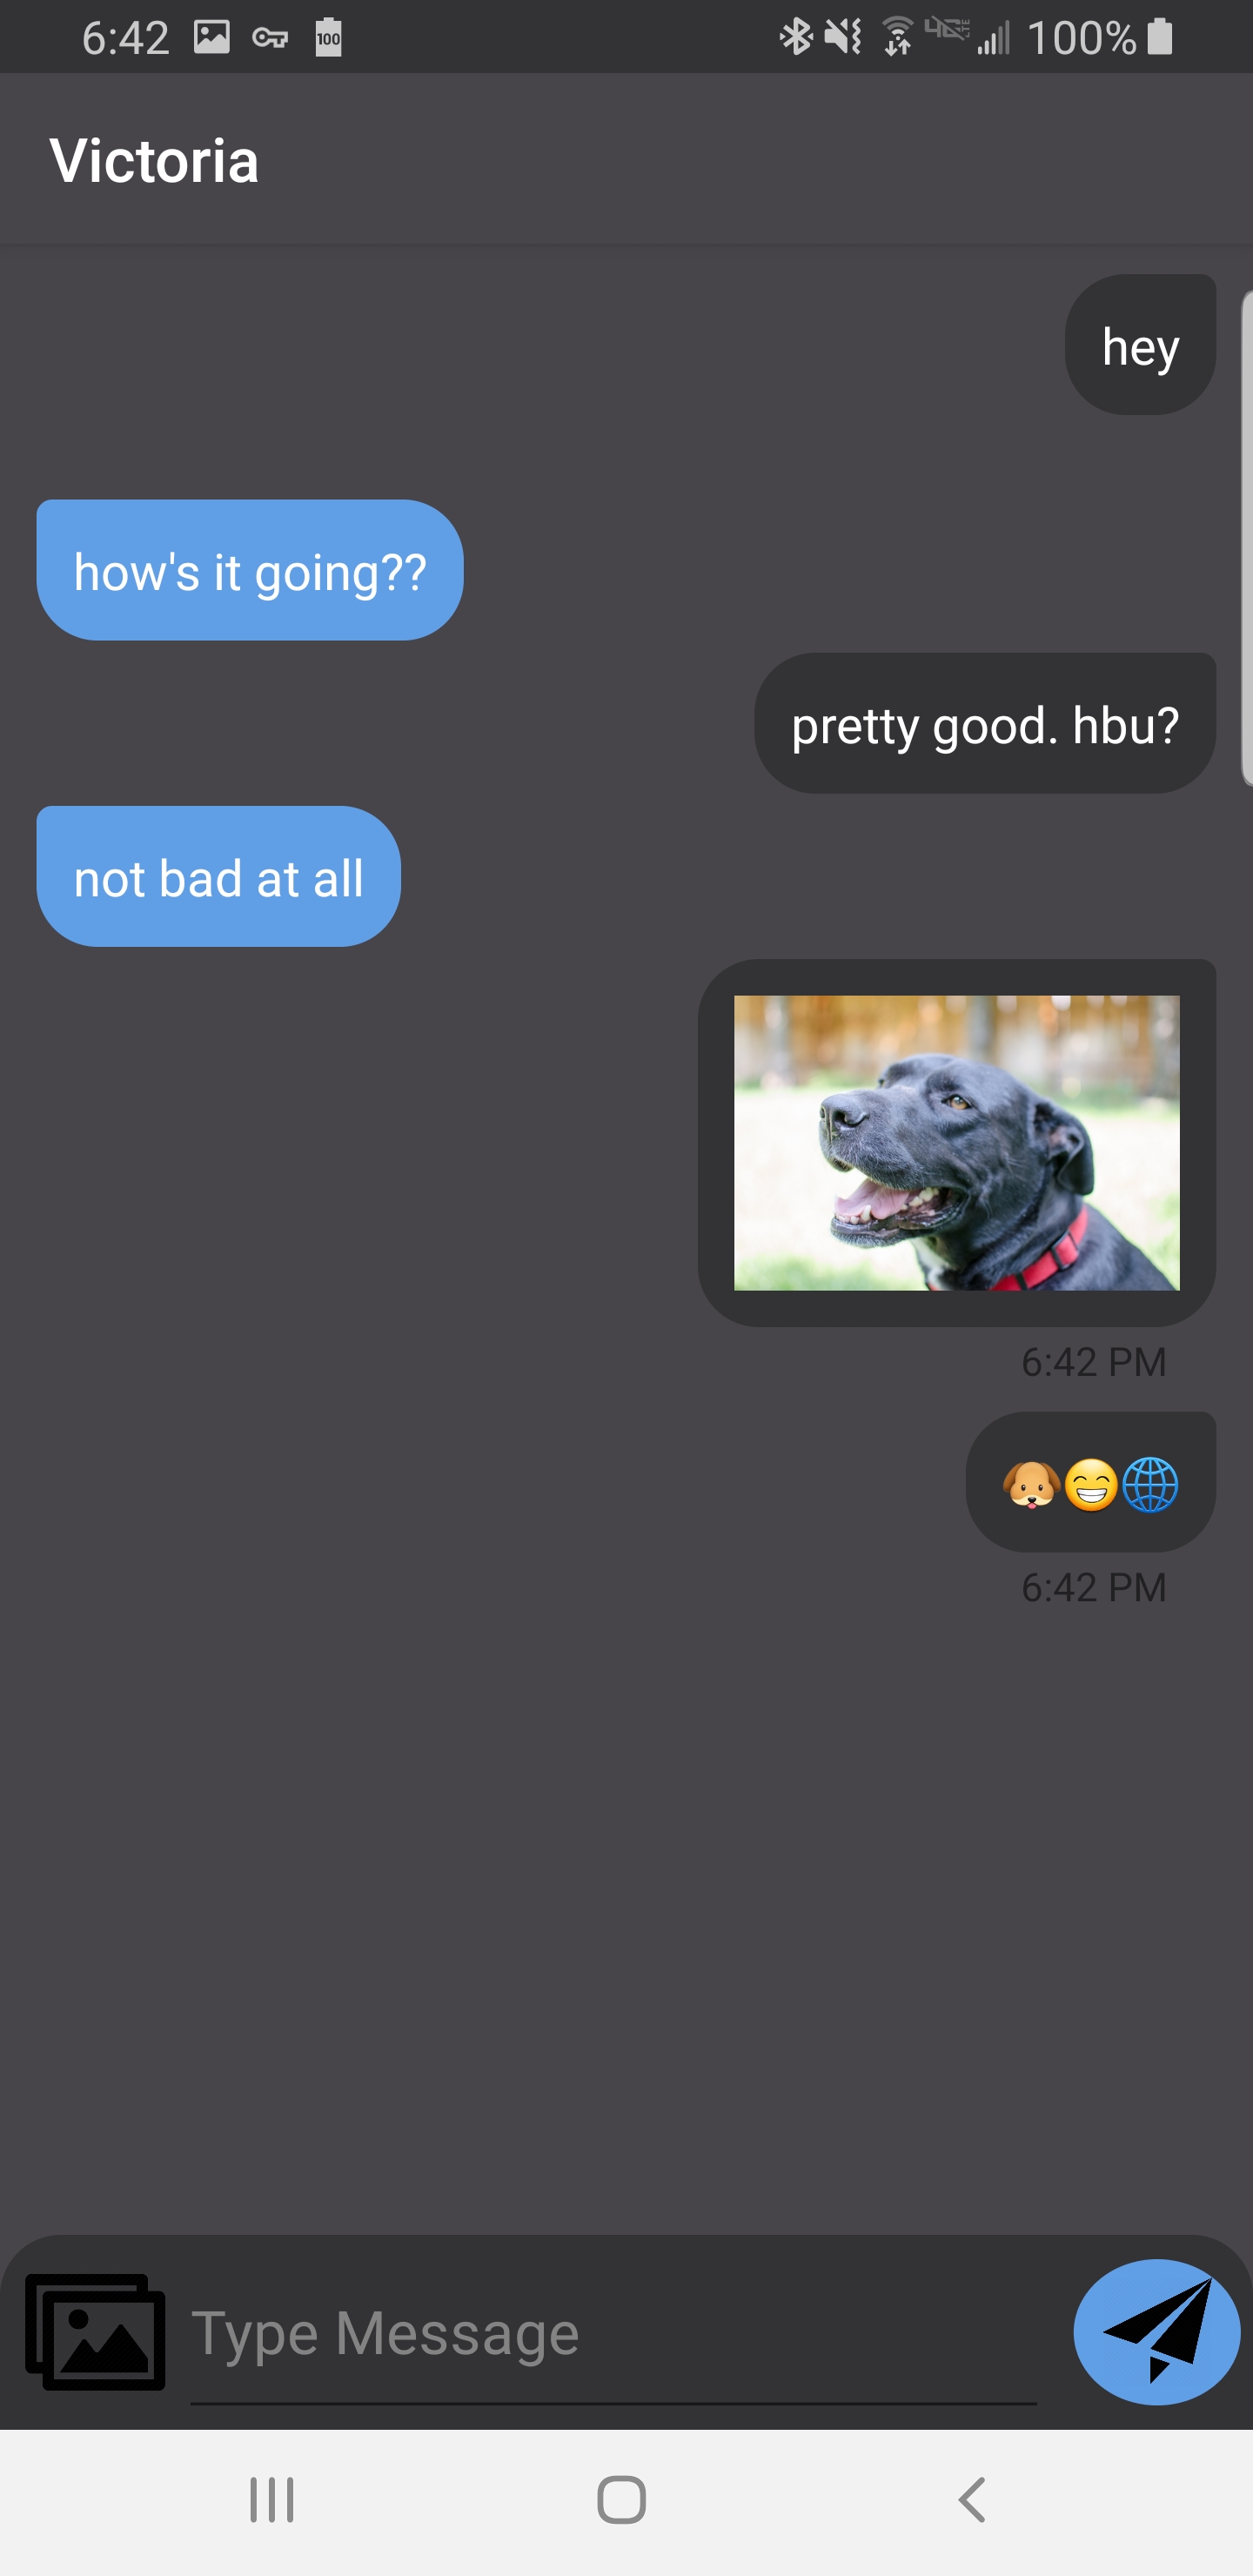 6:42 100 100%
Victoria
hey
how's it going??
pretty good. hbu?
not bad at all
6:42 PM
🐶😁🌐
6:42 PM
Type Message